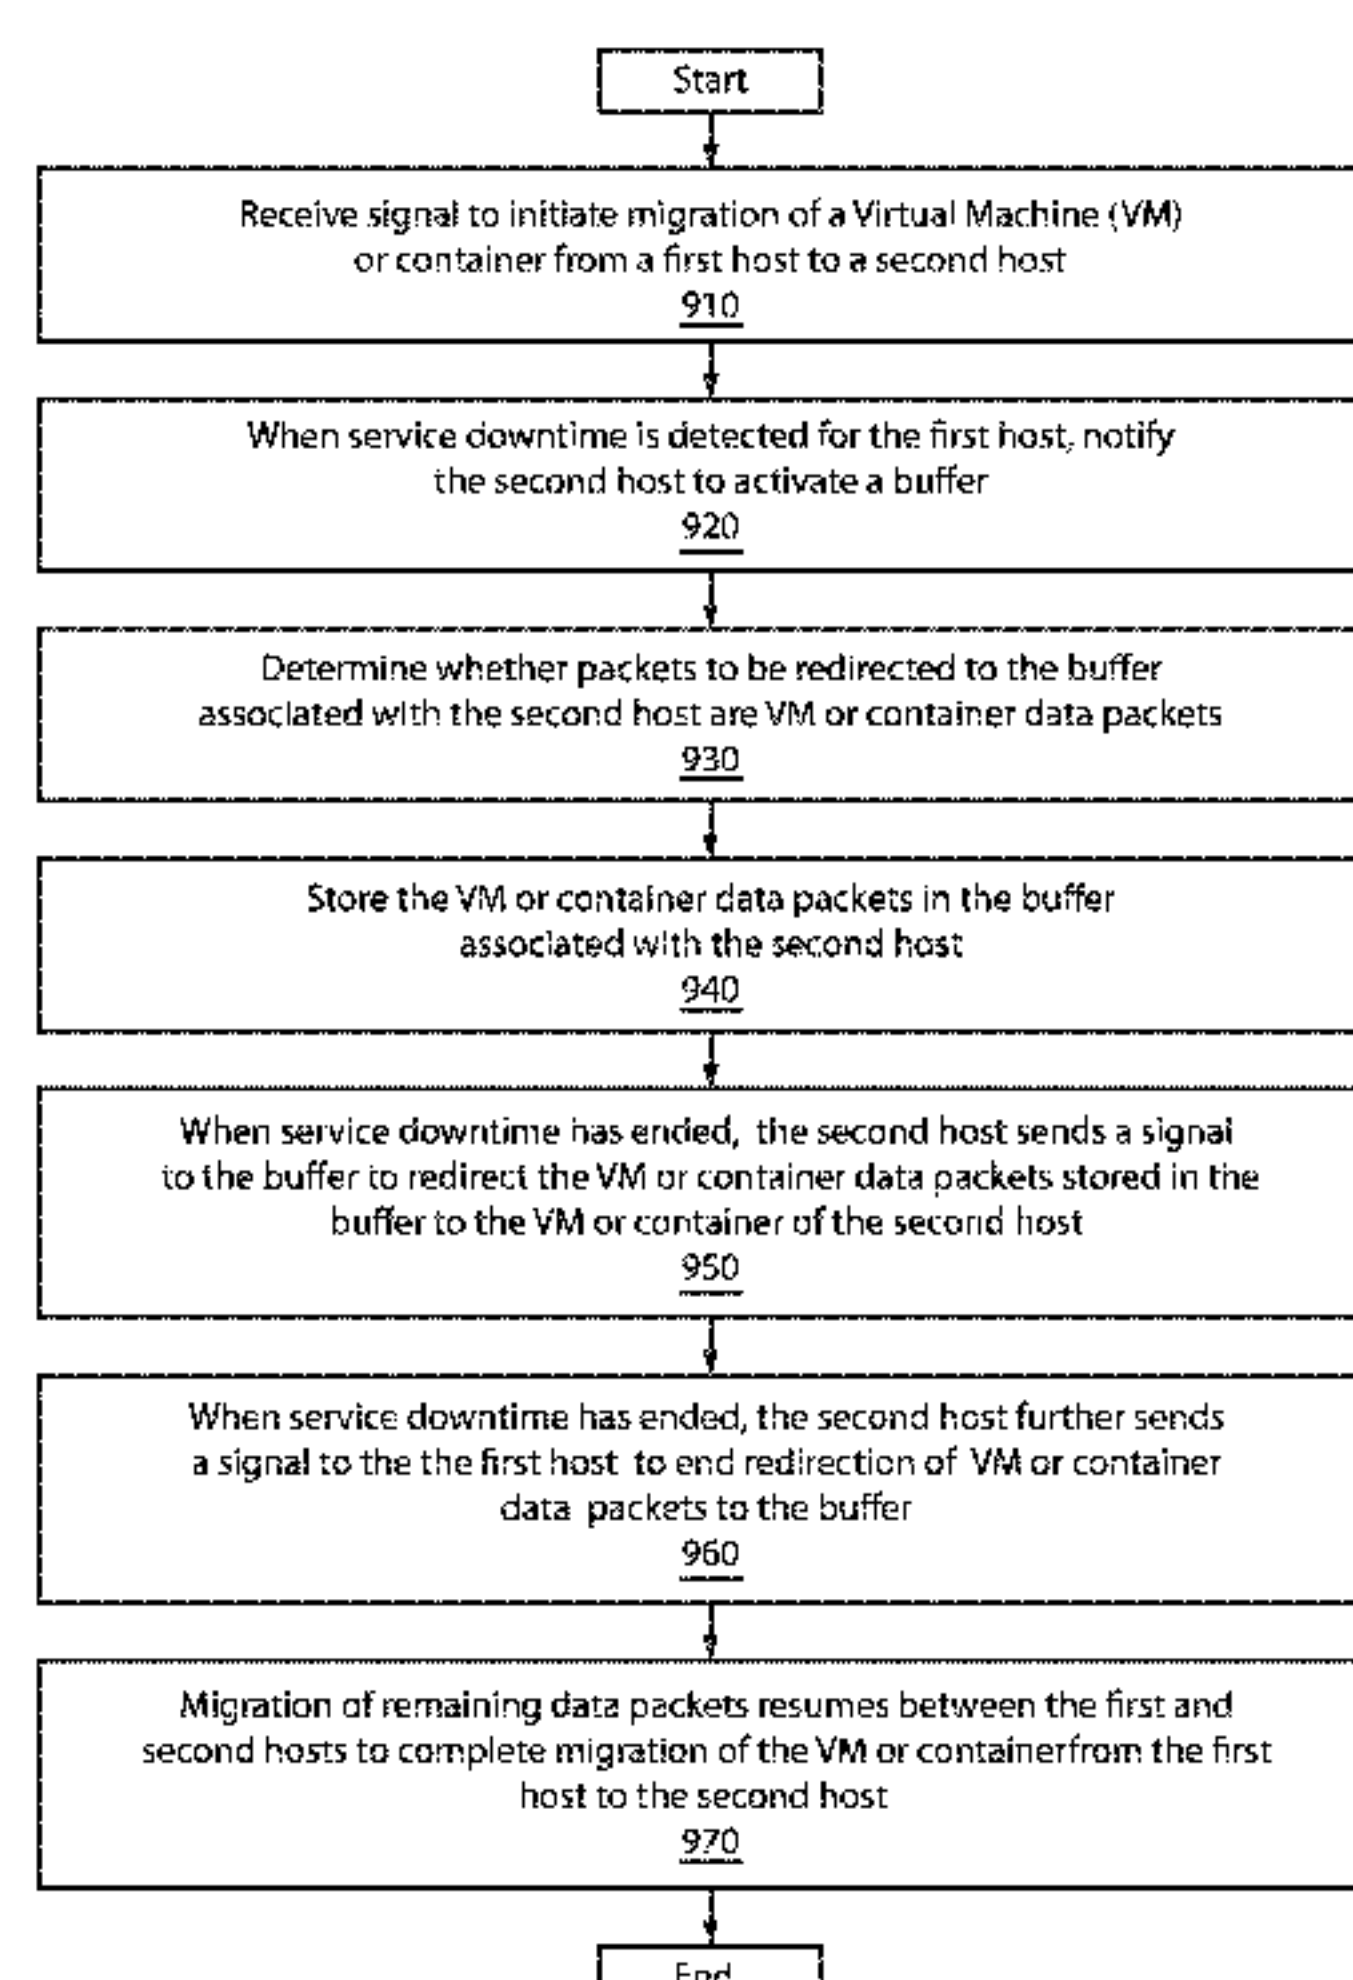 Start
Receive signal to initiate migration of a Virtual Machine (VM)
or container from a first host to a second host
910
When service downtime is detected for the first host, notify
the second host to activate a buffer
920
Determine whether packets to be redirected to the buffer
associated with the second host are VM or container data packets
930
Store the VM or container data packets in the buffer
associated with the second host
940
When service downtime has ended, the second host sends a signal
to the buffer to redirect the VM or container data packets stored in the
buffer to the VM or container of the second host
950
When service downtime has ended, the second host further sends
a signal to the the first host to end redirection of VM or container
data packets to the buffer
960
Migration of remaining data packets resumes between the first and
second hosts to complete migration of the VM or containerfrom the first
host to the second host
970
End